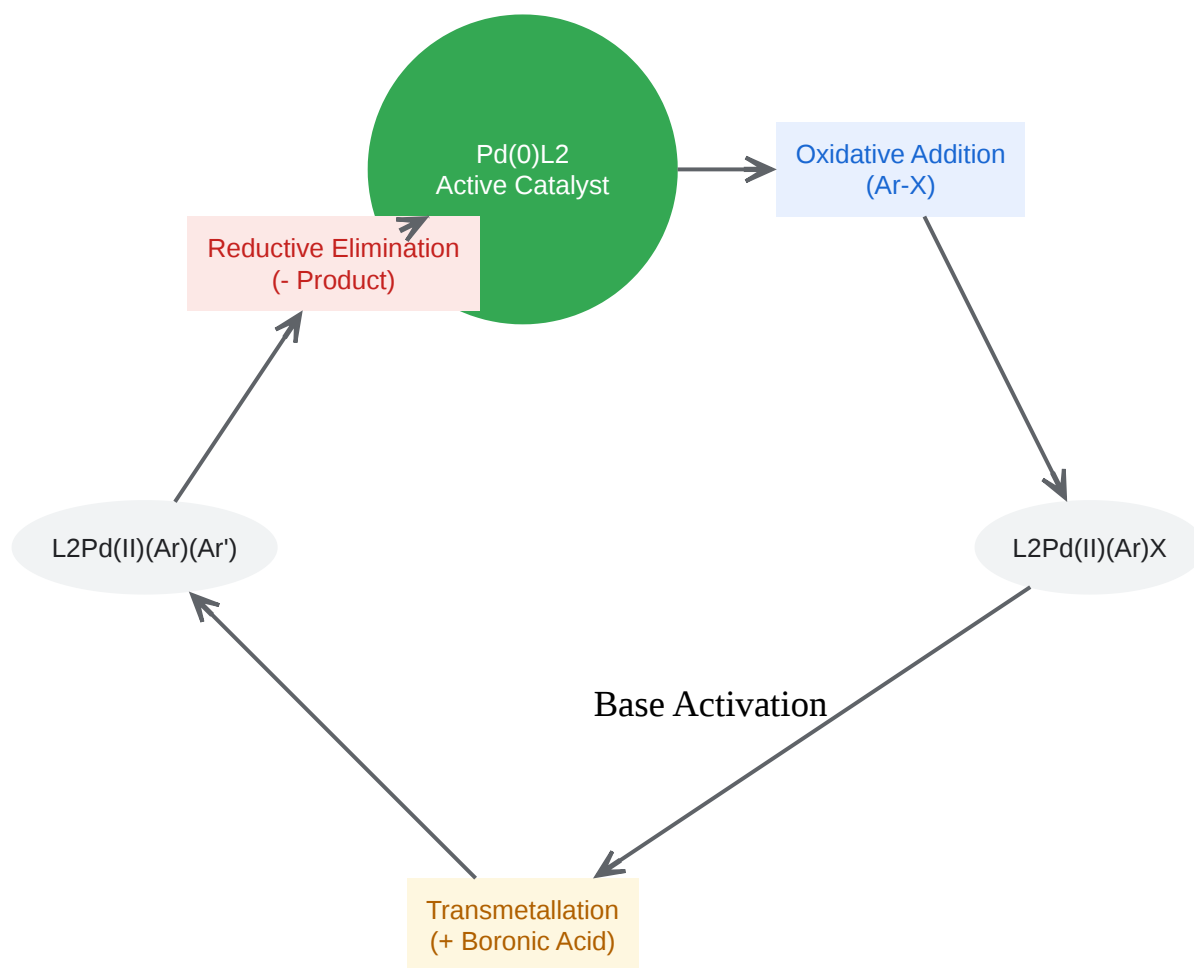 Pd(0)L2
Active Catalyst
Oxidative Addition
(Ar-X)
Reductive Elimination
(- Product)
L2Pd(II)(Ar)(Ar')
L2Pd(II)(Ar)X
Base Activation
Transmetallation
(+ Boronic Acid)